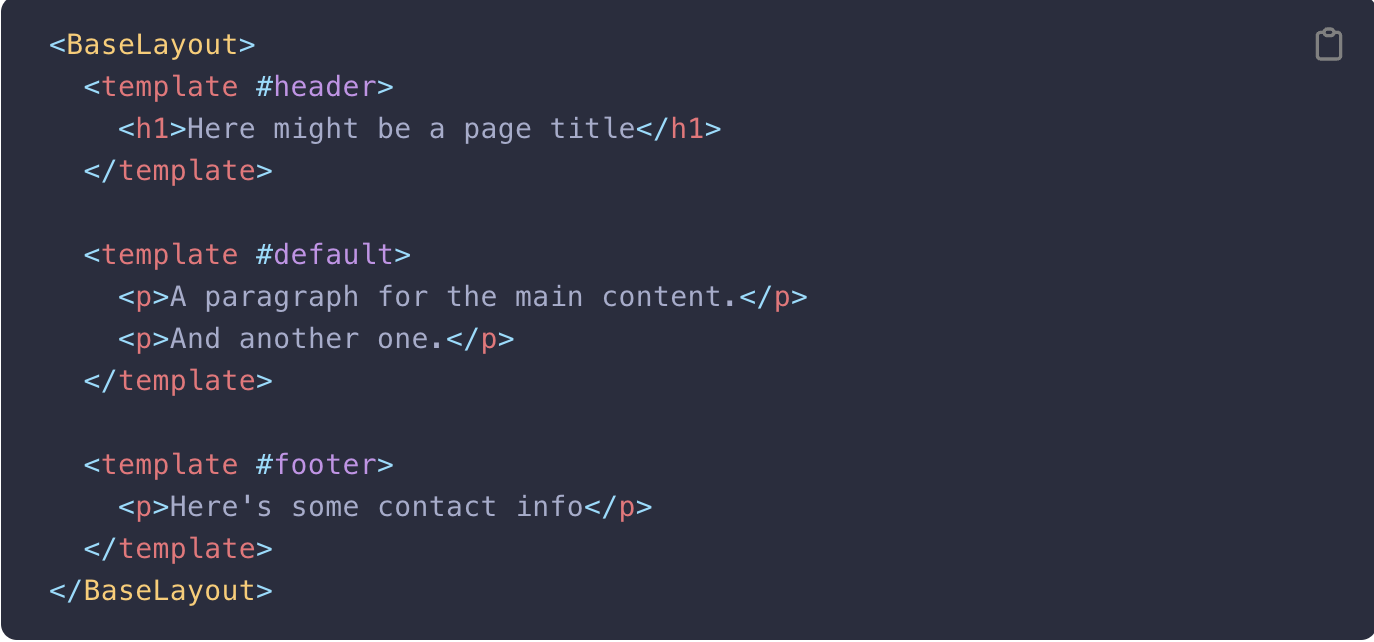 <BaseLayout>
  <template #header>
    <h1>Here might be a page title</h1>
  </template>

  <template #default>
    <p>A paragraph for the main content.</p>
    <p>And another one.</p>
  </template>

  <template #footer>
    <p>Here's some contact info</p>
  </template>
</BaseLayout>